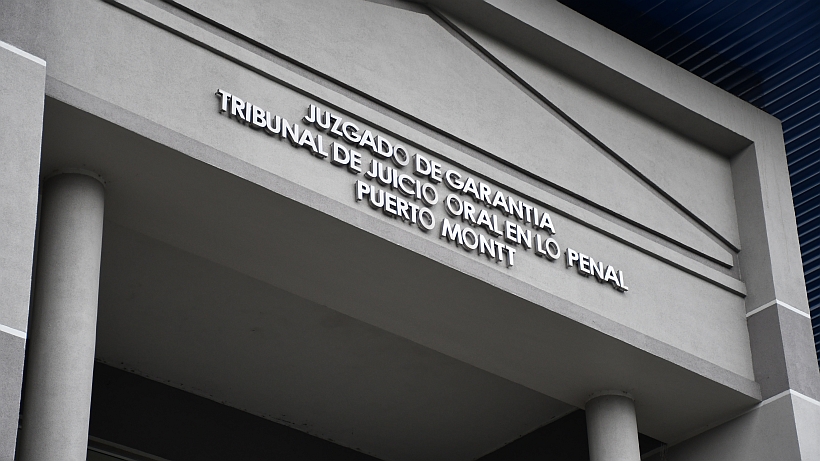 JUZGADO DE GARANTIA
TRIBUNAL DE JUICIO ORAL EN LO PENAL
PUERTO MONTT